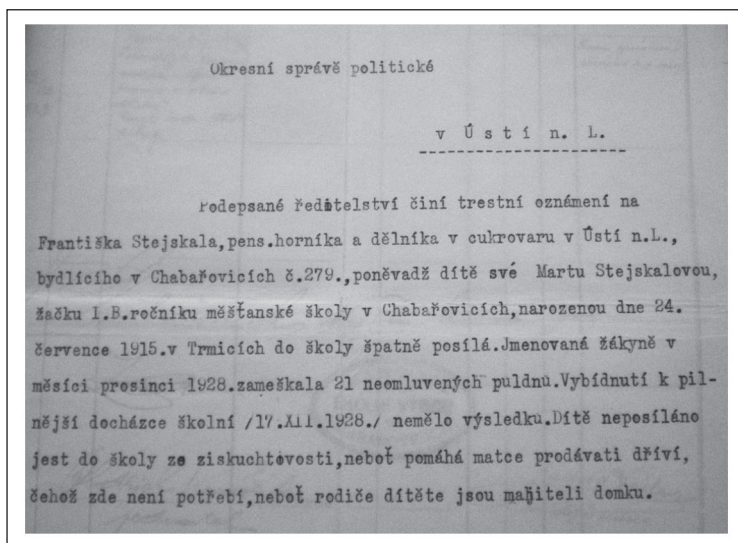 Okresní správě politické
v Ústí n. L.
Podepsané ředitelství činí trestní oznámení na
Františka Stejskala,pens.horníka a dělníka v cukrovaru v Ústí n.L.,
bydlícího v Chabařovicích č.279.,poněvadž dítě své Martu Stejskalovou,
žačku I.B.ročníku měšťanské školy v Chabařovicích,narozenou dne 24.
července 1915.v Trmicích do školy špatně posílá.Jmenovaná žákyně v
měsíci prosinci 1928.zameškala 21 neomluvených puldnu.Vybídnutí k pil-
nější docházce školní /17.XII.1928./ nemělo výsledku.Dítě neposíláno
jest do školy ze ziskuchtovosti,neboť pomáhá matce prodávati dříví,
čehož zde není potřebí,neboť rodiče dítěte jsou majiteli domku.